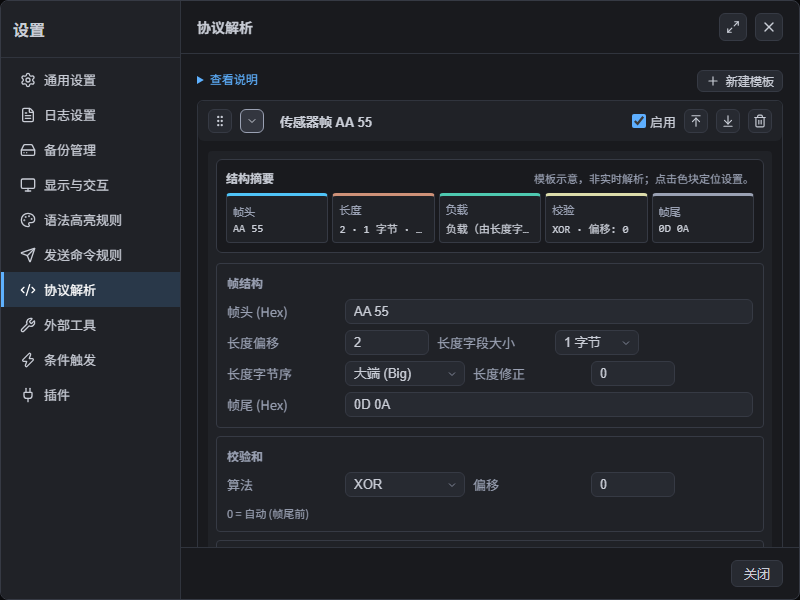 设置
通用设置
日志设置
备份管理
显示与交互
语法高亮规则
发送命令规则
协议解析
外部工具
条件触发
插件
协议解析
查看说明
新建模板
传感器帧 AA 55
启用
结构摘要
模板示意，非实时解析；点击色块定位设置。
帧头
AA 55
长度
2 · 1 字节 · …
负载
负载（由长度字…
校验
XOR · 偏移: 0
帧尾
0D 0A
帧结构
帧头 (Hex) AA 55
长度偏移 2 长度字段大小 1 字节
长度字节序 大端 (Big) 长度修正 0
帧尾 (Hex) 0D 0A
校验和
算法 XOR 偏移 0
0 = 自动 (帧尾前)
关闭